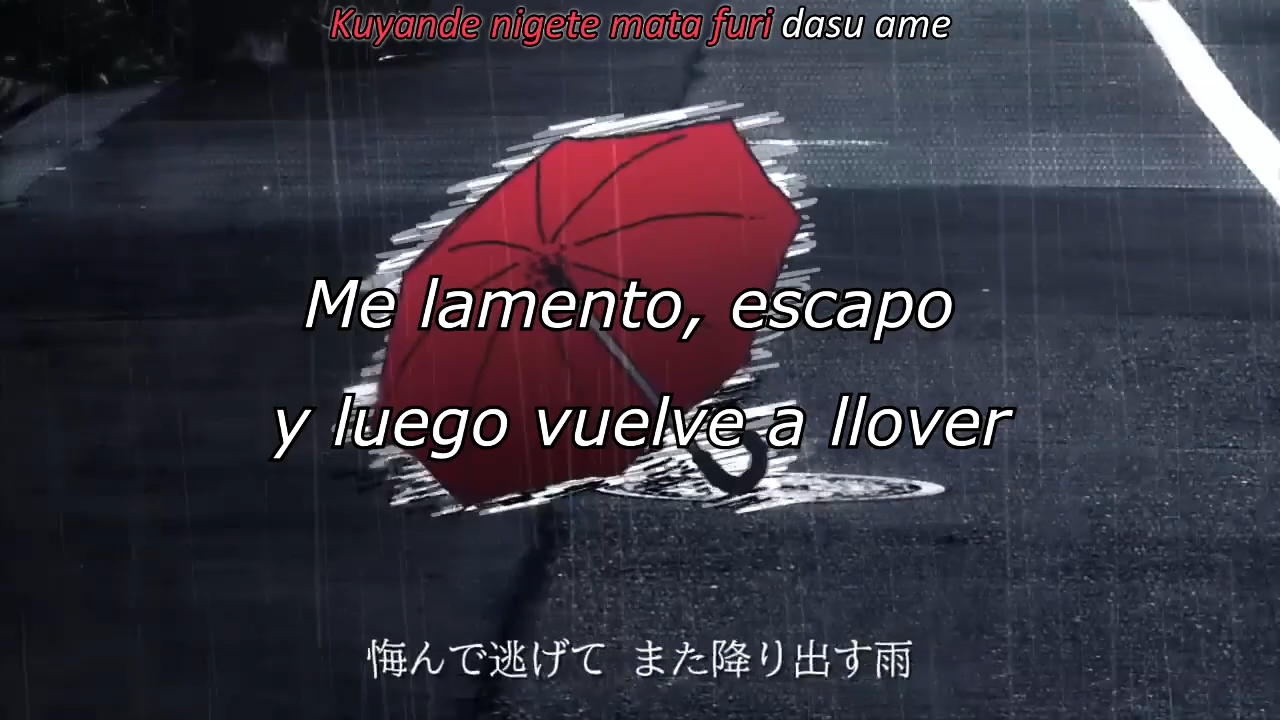 Kuyande nigete mata furi dasu ame
Me lamento, escapo
y luego vuelve a llover
悔んで逃げて また降り出す雨